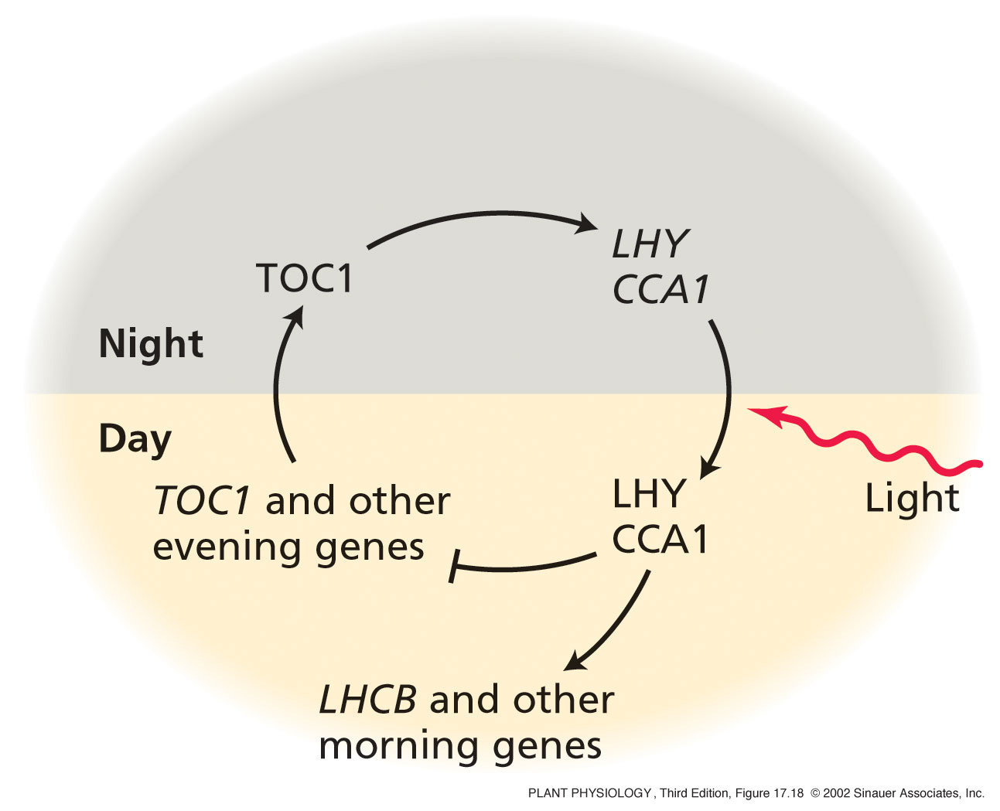 LHY
TOC1
CCA1
Night
Day
TOC1 and other
evening genes
LHY
CCA1
Light
LHCB and other
morning genes
PLANT PHYSIOLOGY, Third Edition, Figure 17.18 © 2002 Sinauer Associates, Inc.